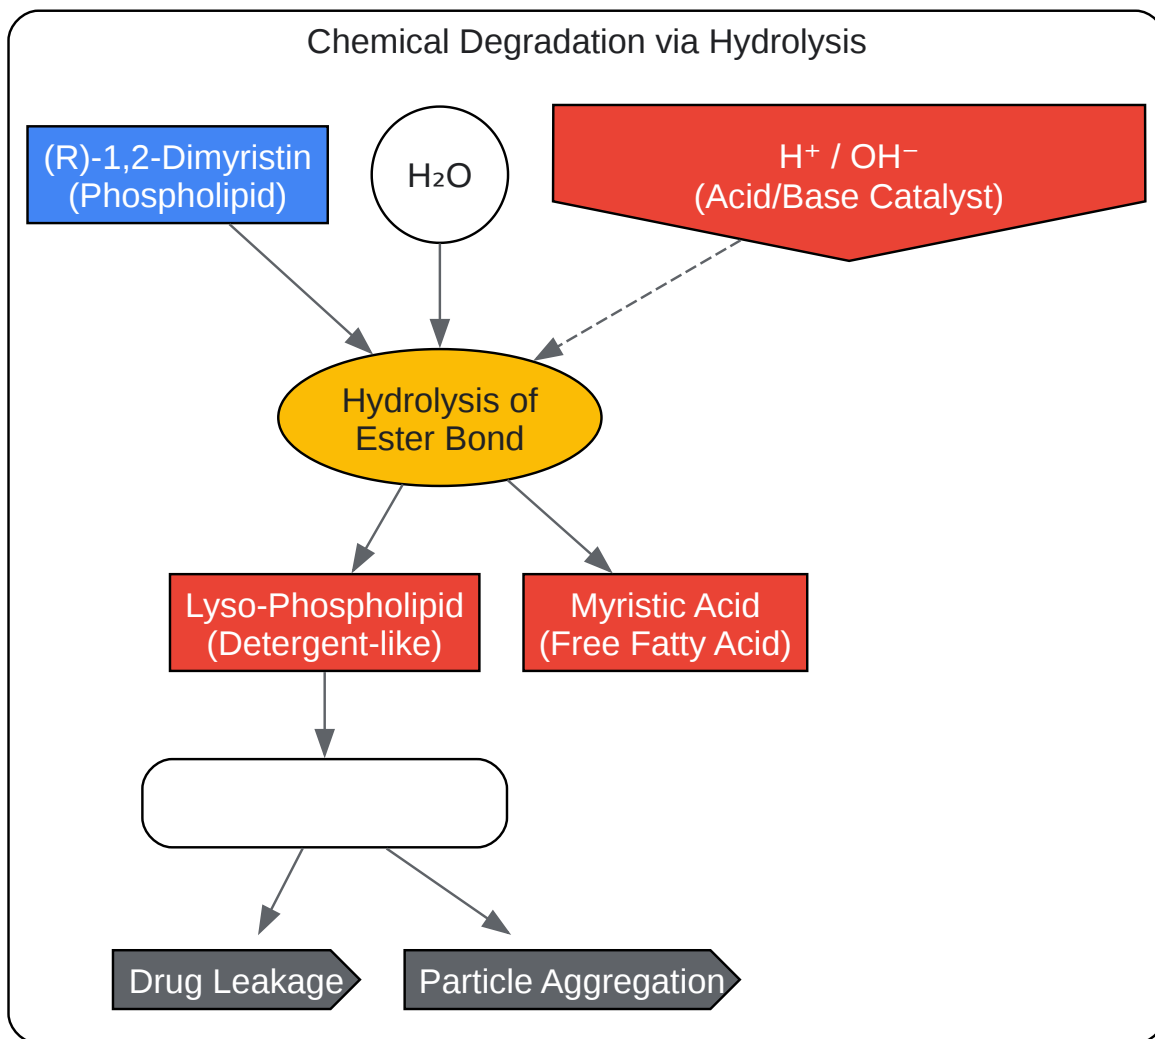 Chemical Degradation via Hydrolysis
(R)-1,2-Dimyristin
(Phospholipid)
H₂O
H⁺ / OH⁻
(Acid/Base Catalyst)
Hydrolysis of
Ester Bond
Lyso-Phospholipid
(Detergent-like)
Myristic Acid
(Free Fatty Acid)
Drug Leakage
Particle Aggregation